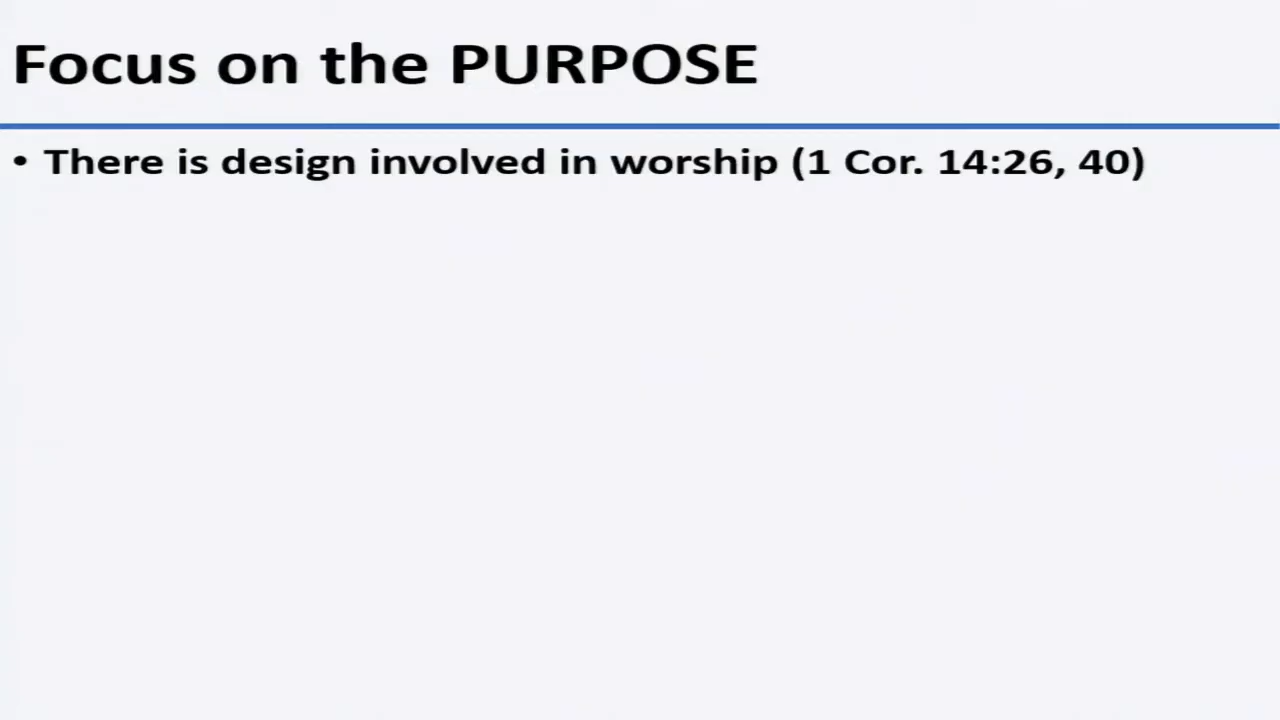 Focus on the PURPOSE
• There is design involved in worship (1 Cor. 14:26, 40)